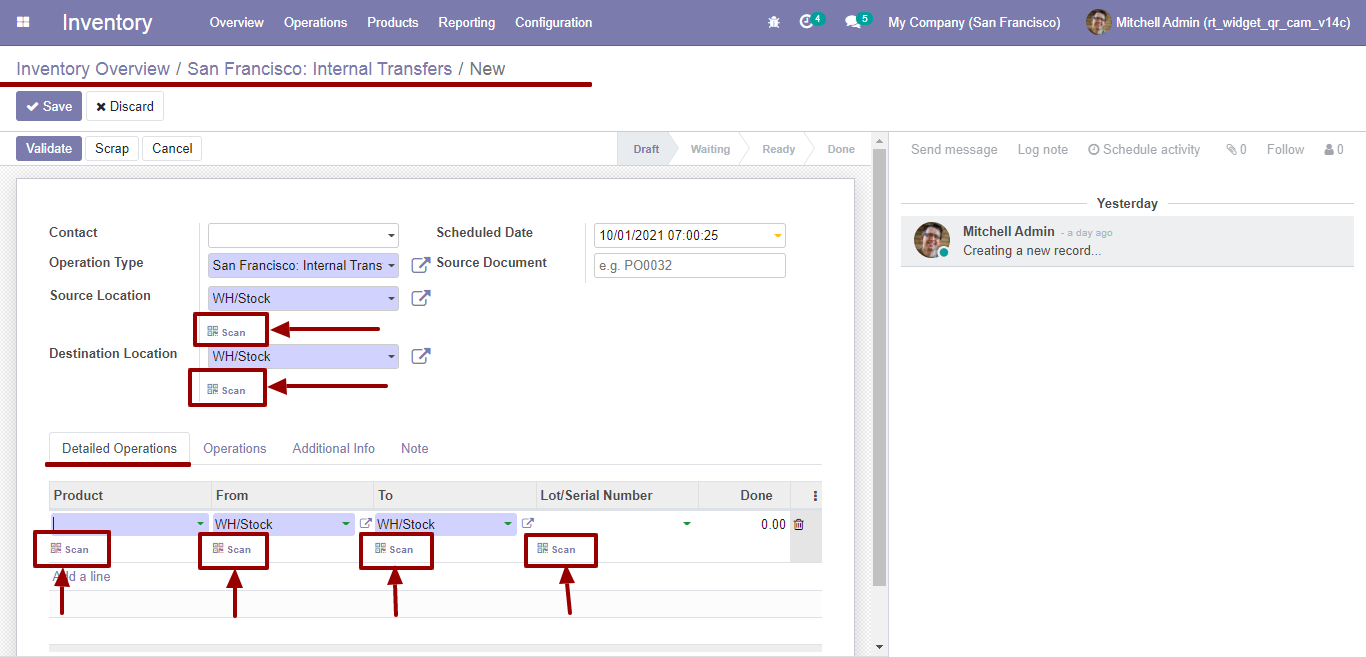 Inventory Overview Operations Products Reporting Configuration 4 5 My Company (San Francisco) Mitchell Admin (rt_widget_qr_cam_v14c)
Inventory Overview / San Francisco: Internal Transfers / New
Save Discard
Validate Scrap Cancel Draft Waiting Ready Done
Send message Log note Schedule activity 0 Follow 0
Yesterday
Mitchell Admin - a day ago
Creating a new record...
Contact Scheduled Date 10/01/2021 07:00:25
Operation Type San Francisco: Internal Trans Source Document e.g. PO0032
Source Location WH/Stock
Scan
Destination Location WH/Stock
Scan
Detailed Operations Operations Additional Info Note
Product From To Lot/Serial Number Done
WH/Stock WH/Stock 0.00
Scan Scan Scan Scan
Add a line